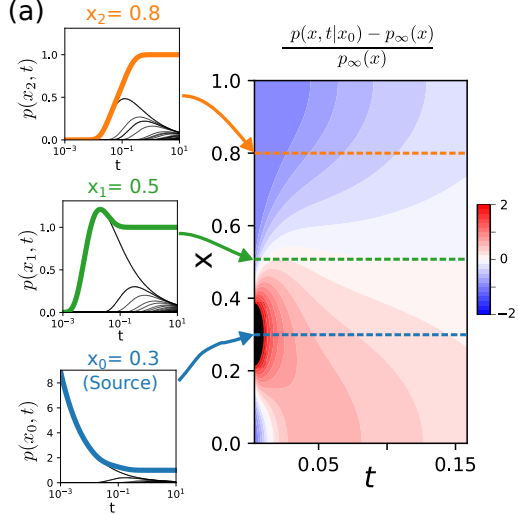 (a)
x₂= 0.8
p(x₂, t)
1.0
0.5
0.0
10⁻³
10⁻¹
10¹
t
x₁= 0.5
p(x₁, t)
1.0
0.5
0.0
10⁻³
10⁻¹
10¹
t
x₀= 0.3
(Source)
p(x₀, t)
8
6
4
2
0
10⁻³
10⁻¹
10¹
t
p(x, t|x₀) − p∞(x)
p∞(x)
x
1.0
0.8
0.6
0.4
0.2
0.0
0.05
0.15
t
2
0
−2